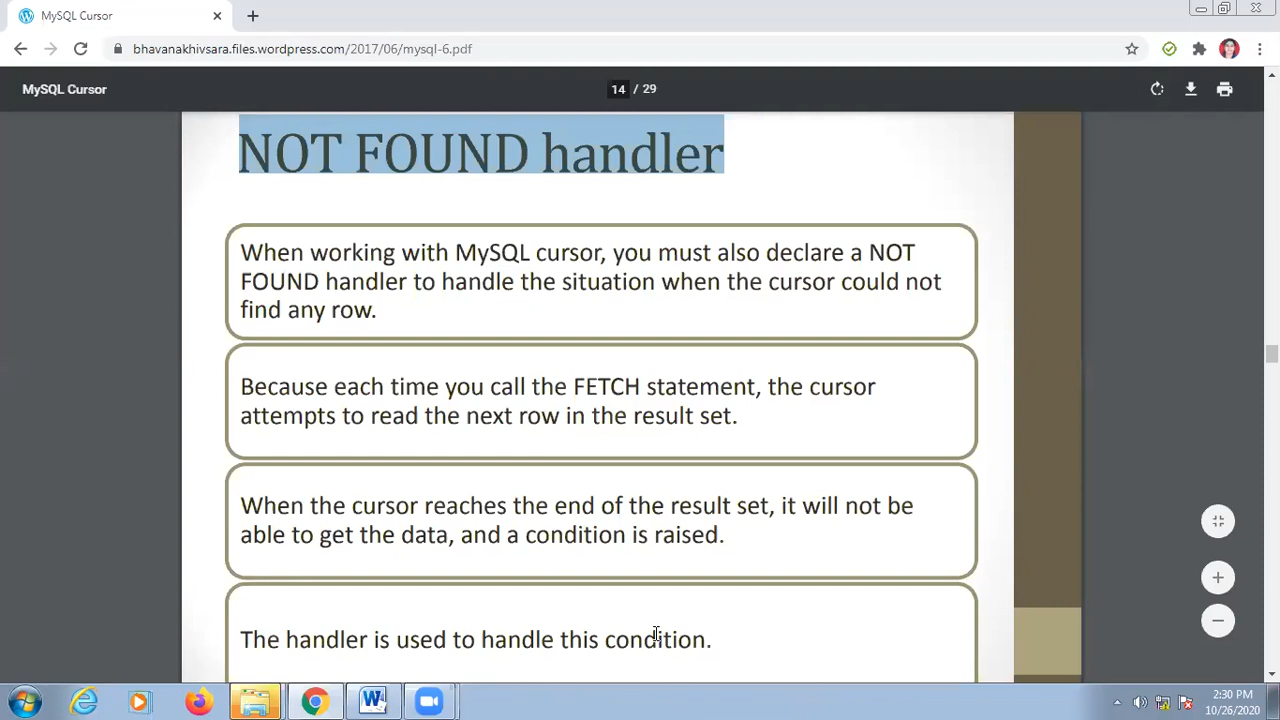 MySQL Cursor
bhavanakhivsara.files.wordpress.com/2017/06/mysql-6.pdf
MySQL Cursor
14 / 29
NOT FOUND handler
When working with MySQL cursor, you must also declare a NOT
FOUND handler to handle the situation when the cursor could not
find any row.
Because each time you call the FETCH statement, the cursor
attempts to read the next row in the result set.
When the cursor reaches the end of the result set, it will not be
able to get the data, and a condition is raised.
The handler is used to handle this condition.
2:30 PM
10/26/2020